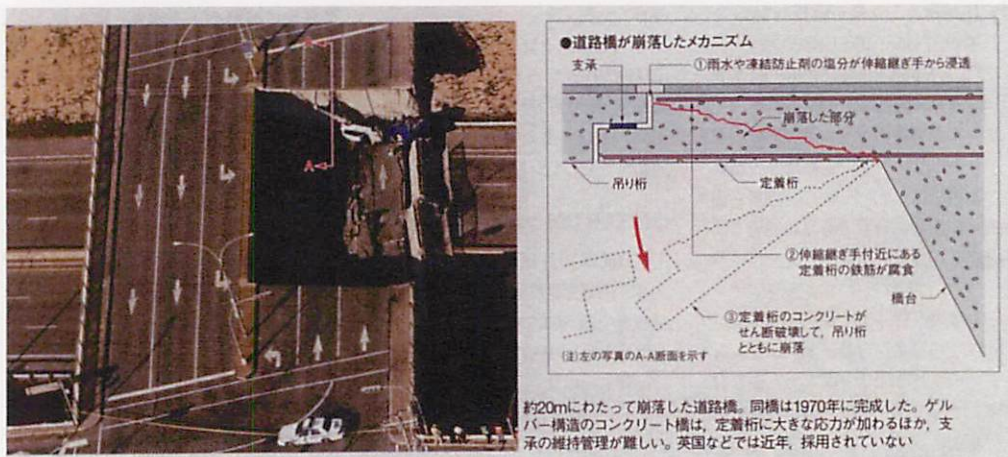 A
A
●道路橋が崩落したメカニズム
支承
①雨水や凍結防止剤の塩分が伸縮継ぎ手から浸透
崩落した部分
吊り桁
定着桁
②伸縮継ぎ手付近にある
定着桁の鉄筋が腐食
橋台
③定着桁のコンクリートが
せん断破壊して、吊り桁
とともに崩落
(注)左の写真のA-A断面を示す
約20mにわたって崩落した道路橋。同橋は1970年に完成した。ゲル
バー構造のコンクリート橋は，定着桁に大きな応力が加わるほか，支
承の維持管理が難しい。英国などでは近年，採用されていない